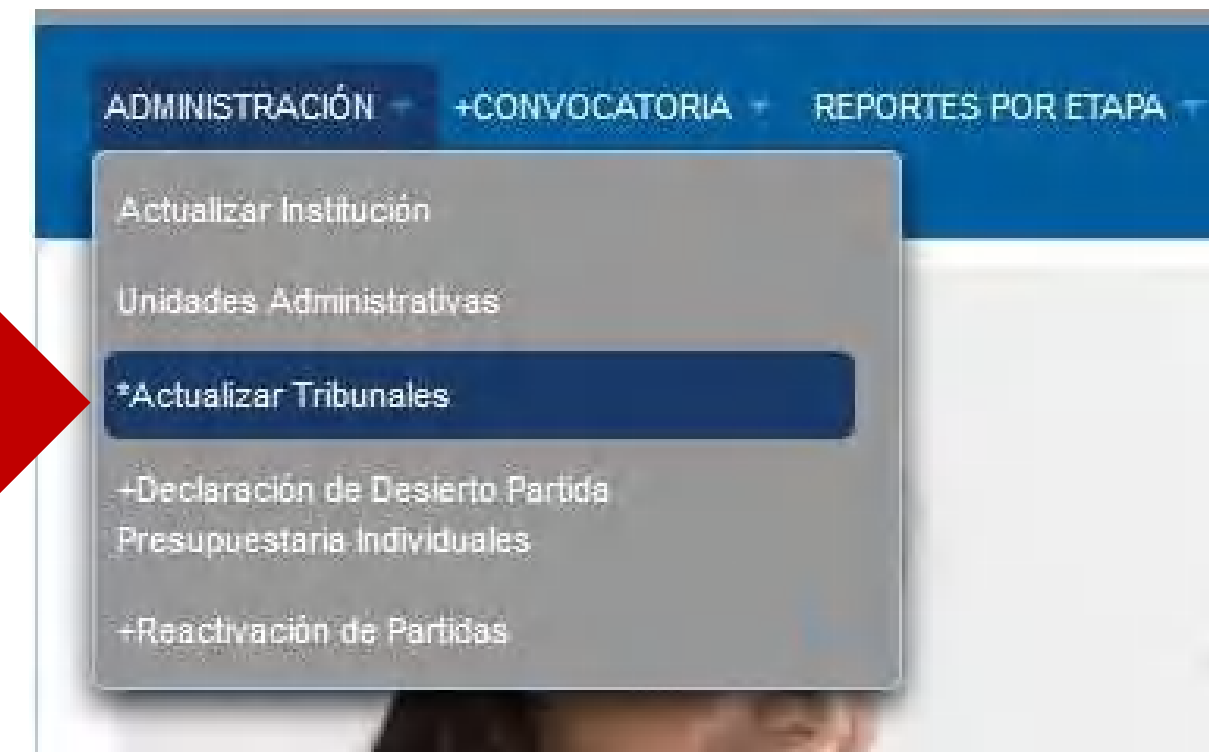 ADMINISTRACIÓN +CONVOCATORIA REPORTES POR ETAPA
Actualizar Institución
Unidades Administrativas
*Actualizar Tribunales
+Declaración de Desierto Partida
Presupuestaria Individuales
+Reactivación de Partidas